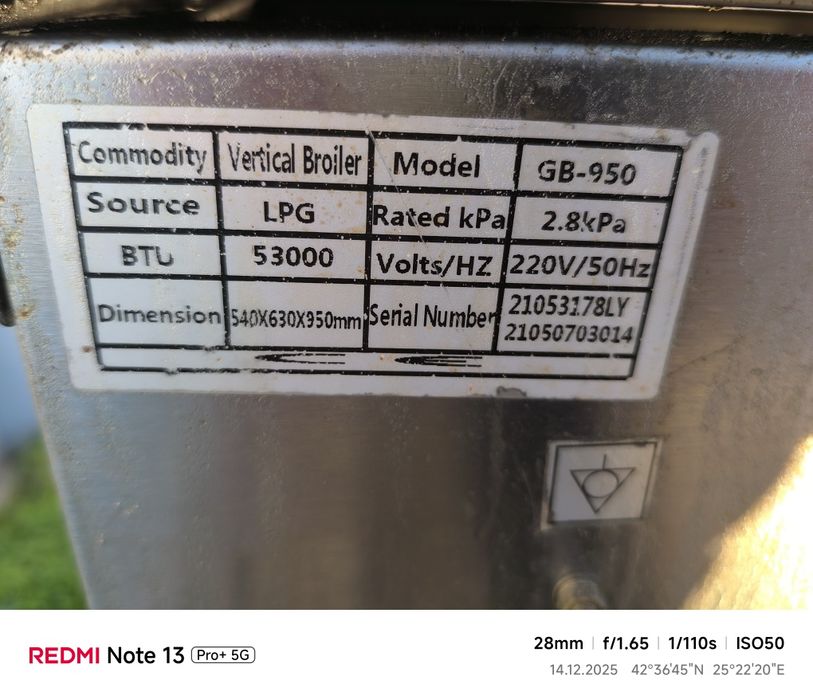 Commodity Vertical Broiler Model GB-950
Source LPG Rated kPa 2.8kPa
BTU 53000 Volts/HZ 220V/50Hz
Dimension 540X630X950mm Serial Number 21053178LY
21050703014
REDMI Note 13 Pro+ 5G
28mm f/1.65 1/110s ISO50
14.12.2025 42°36'45"N 25°22'20"E